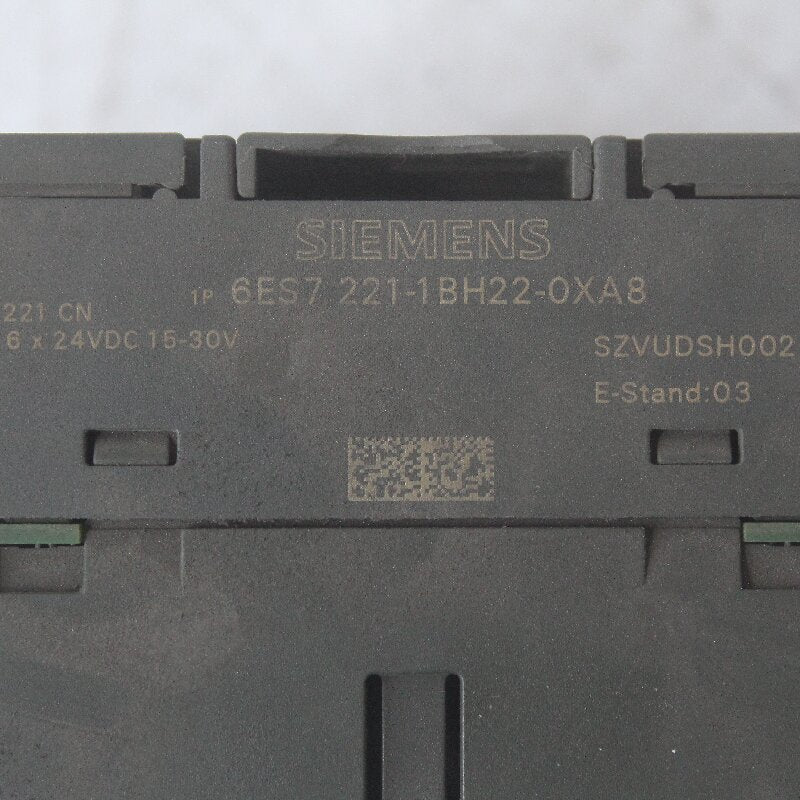 SIEMENS
1P 6ES7 221-1BH22-0XA8
221 CN
6 x 24VDC 15-30V
SZVUDSH002
E-Stand:03